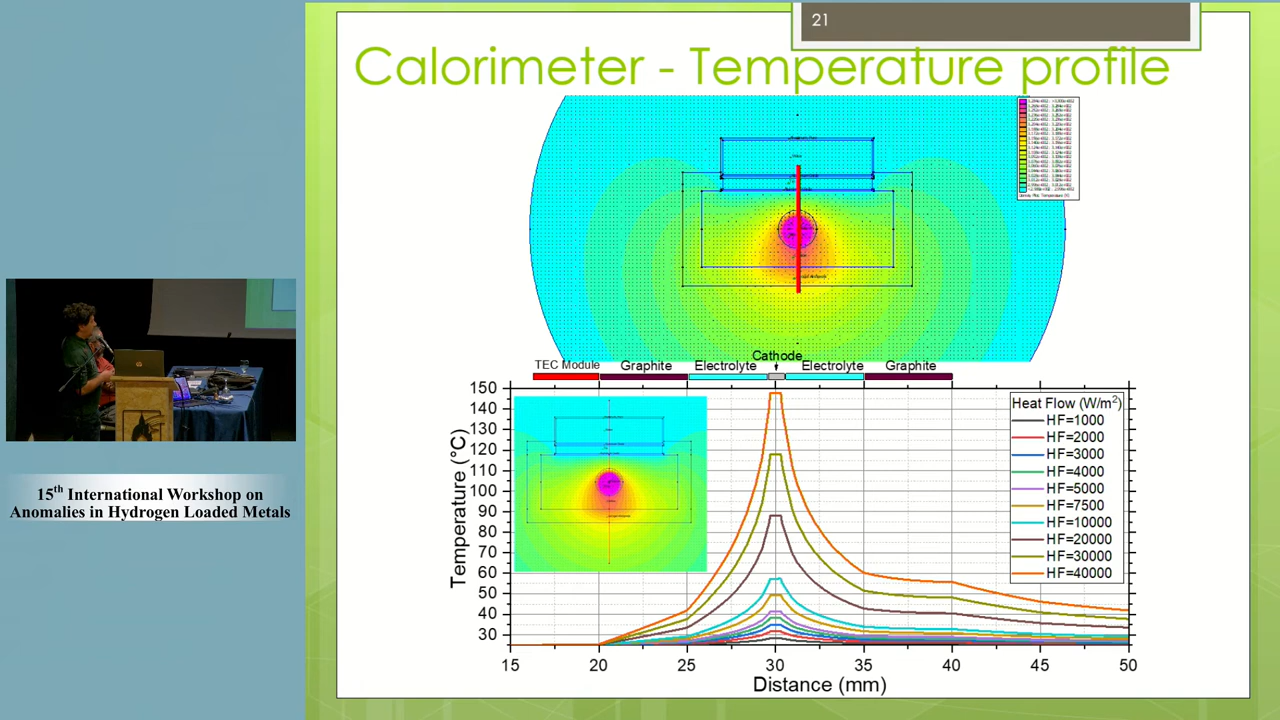 21
Calorimeter - Temperature profile
Cathode
TEC Module
Graphite
Electrolyte
Electrolyte
Graphite
150
140
130
120
110
100
90
80
70
60
50
40
30
Temperature (°C)
Heat Flow (W/m²)
HF=1000
HF=2000
HF=3000
HF=4000
HF=5000
HF=7500
HF=10000
HF=20000
HF=30000
HF=40000
15 20 25 30 35 40 45 50
Distance (mm)
15th International Workshop on
Anomalies in Hydrogen Loaded Metals